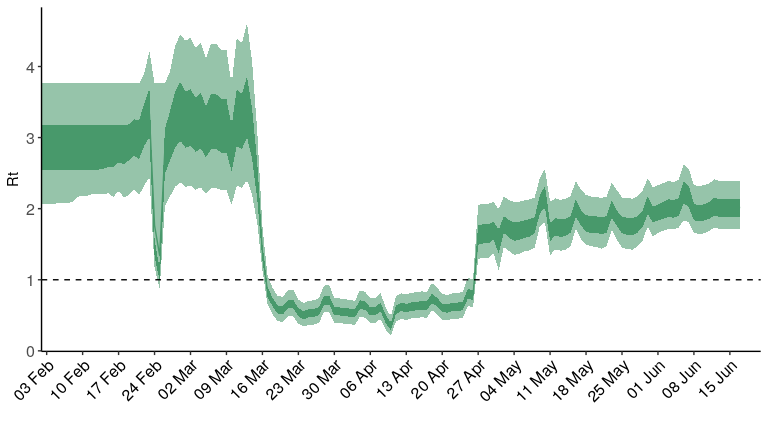 4
3
2
1
0
Rt
03 Feb
10 Feb
17 Feb
24 Feb
02 Mar
09 Mar
16 Mar
23 Mar
30 Mar
06 Apr
13 Apr
20 Apr
27 Apr
04 May
11 May
18 May
25 May
01 Jun
08 Jun
15 Jun